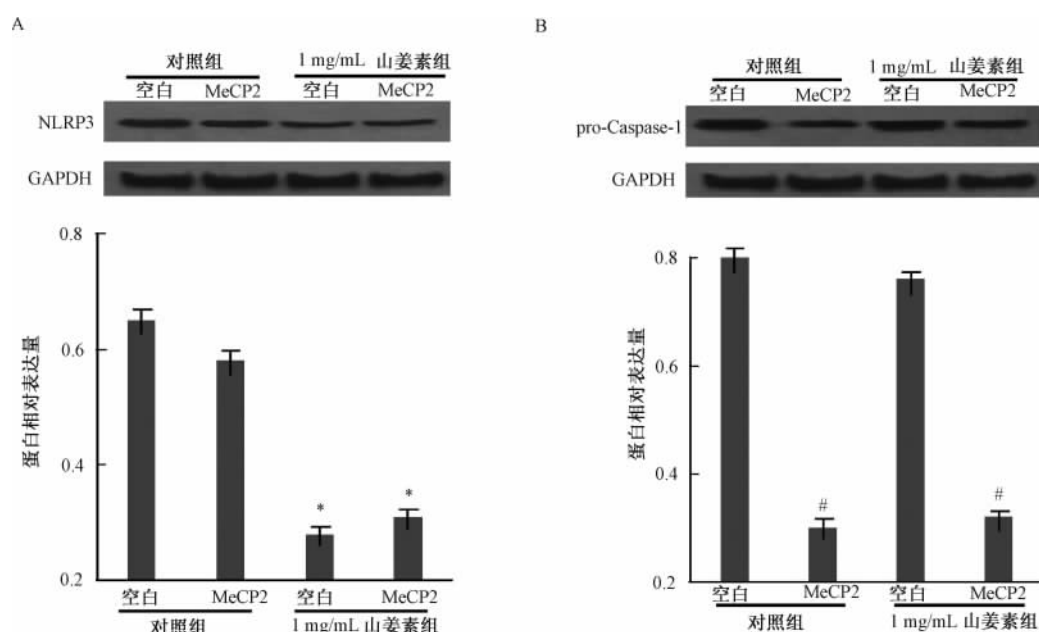 A
对照组
1 mg/mL 山姜素组
空白 MeCP2 空白 MeCP2
NLRP3
GAPDH
0.8
0.6
0.4
0.2
蛋白相对表达量
* *
空白 MeCP2 空白 MeCP2
对照组 1 mg/mL 山姜素组
B
对照组
1 mg/mL 山姜素组
空白 MeCP2 空白 MeCP2
pro-Caspase-1
GAPDH
0.8
0.6
0.4
0.2
蛋白相对表达量
# #
空白 MeCP2 空白 MeCP2
对照组 1 mg/mL 山姜素组